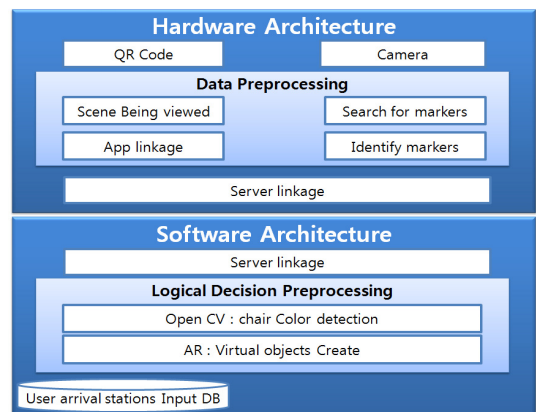 Hardware Architecture
QR Code
Camera
Data Preprocessing
Scene Being viewed
Search for markers
App linkage
Identify markers
Server linkage
Software Architecture
Server linkage
Logical Decision Preprocessing
Open CV : chair Color detection
AR : Virtual objects Create
User arrival stations Input DB